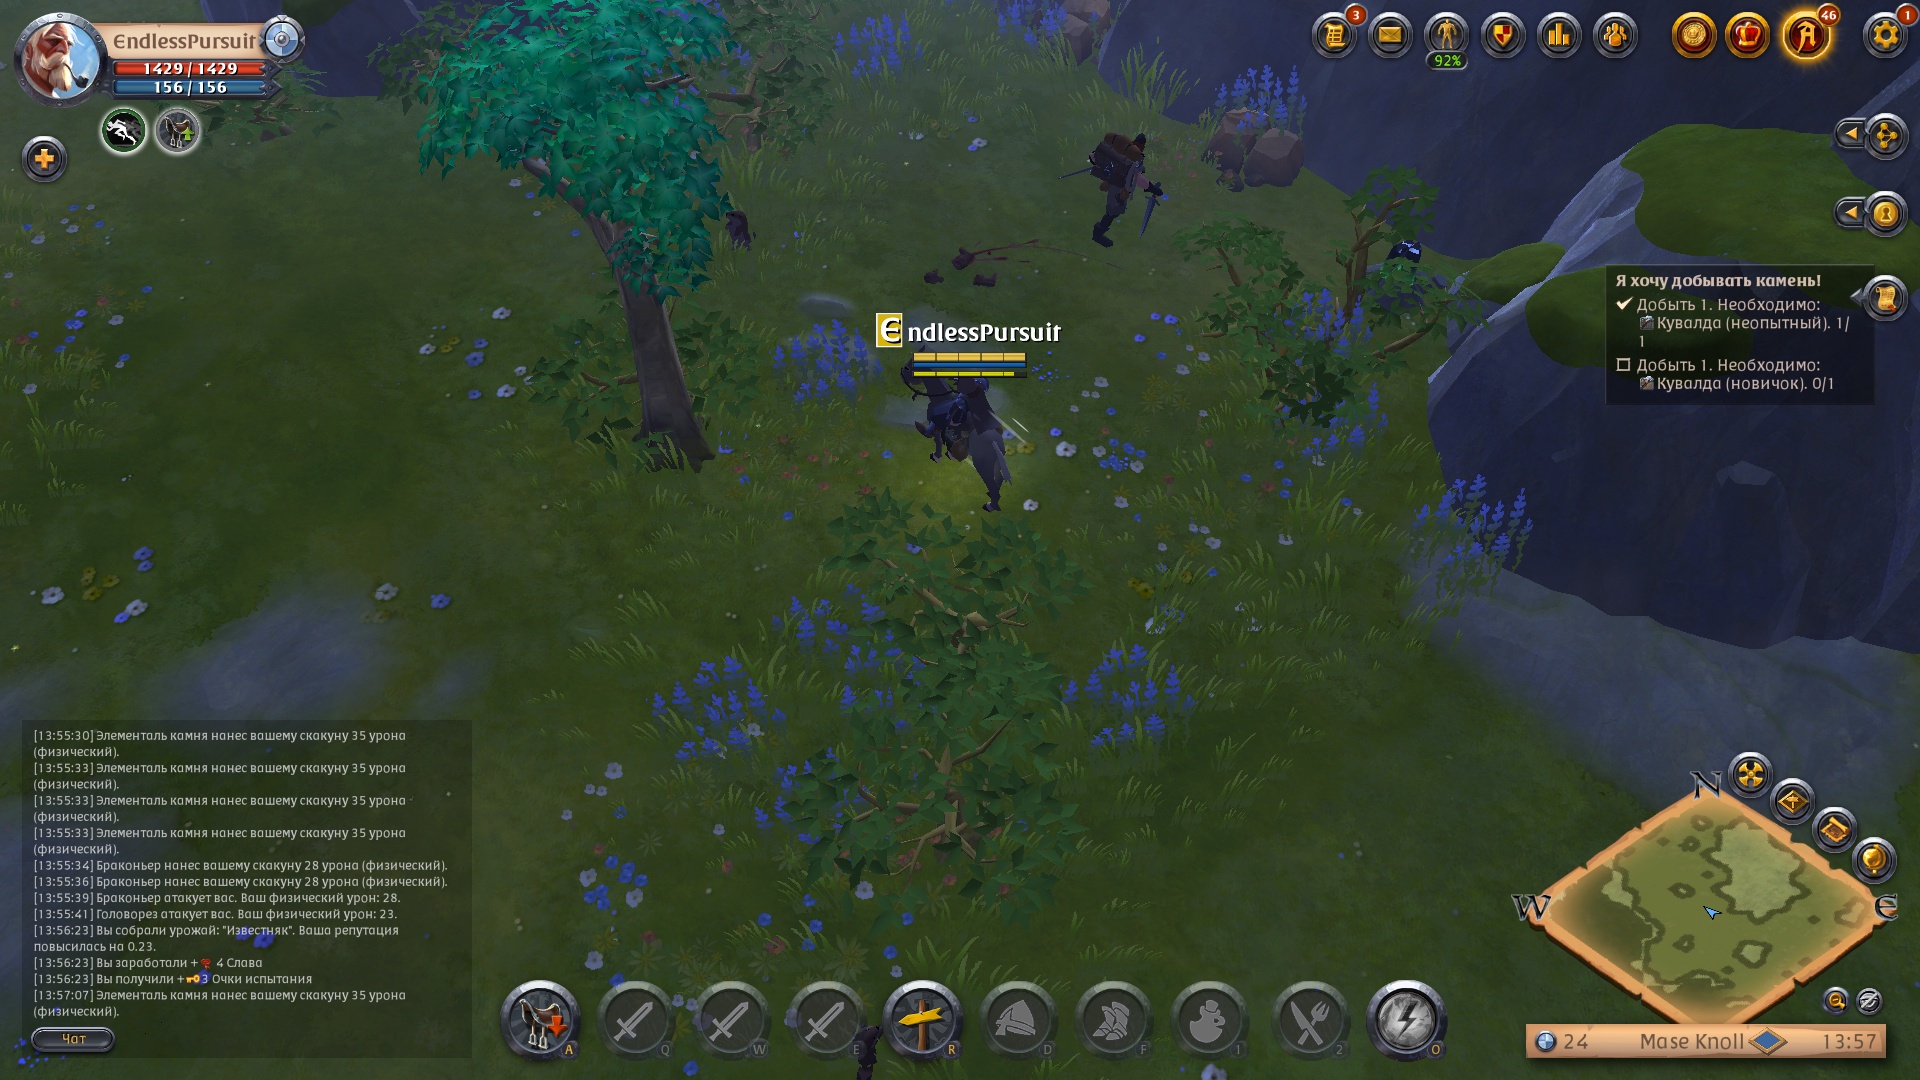 EndlessPursuit
1429 / 1429
156 / 156
3
92%
46
1
Я хочу добывать камень!
Добыть 1. Необходимо:
Кувалда (неопытный). 1/
1
Добыть 1. Необходимо:
Кувалда (новичок). 0/1
EndlessPursuit
[13:55:30] Элементаль камня нанес вашему скакуну 35 урона
(физический).
[13:55:33] Элементаль камня нанес вашему скакуну 35 урона
(физический).
[13:55:33] Элементаль камня нанес вашему скакуну 35 урона
(физический).
[13:55:33] Элементаль камня нанес вашему скакуну 35 урона
(физический).
[13:55:34] Браконьер нанес вашему скакуну 28 урона (физический).
[13:55:36] Браконьер нанес вашему скакуну 28 урона (физический).
[13:55:39] Браконьер атакует вас. Ваш физический урон: 28.
[13:55:41] Головорез атакует вас. Ваш физический урон: 23.
[13:56:23] Вы собрали урожай: "Известняк". Ваша репутация
повысилась на 0.23.
[13:56:23] Вы заработали + 4 Слава
[13:56:23] Вы получили + 3 Очки испытания
[13:57:07] Элементаль камня нанес вашему скакуну 35 урона
(физический).
Чат
A
Q
W
E
R
D
F
1
2
O
N
W
E
24
Mase Knoll
13:57